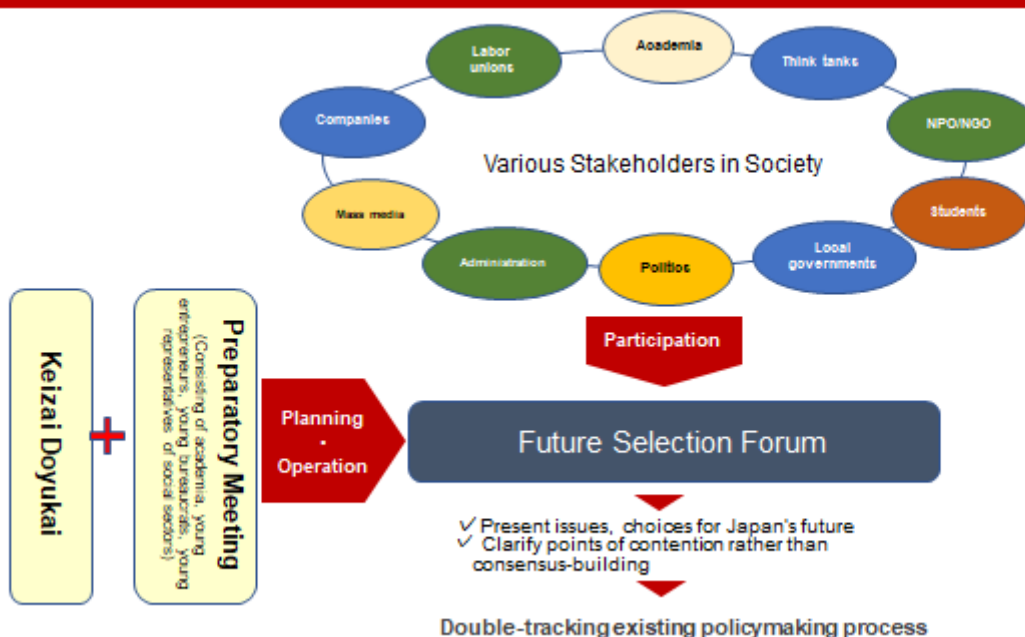 Labor
unions
Academia
Think tanks
Companies
NPO/NGO
Various Stakeholders in Society
Mass media
Students
Administration
Politics
Local
governments
Keizai Doyukai
+
Preparatory Meeting
(Consisting of academia, young
entrepreneurs, young bureaucrats, young
representatives of social sectors)
Participation
Planning
・
Operation
Future Selection Forum
✓ Present issues, choices for Japan's future
✓ Clarify points of contention rather than
consensus-building
Double-tracking existing policymaking process